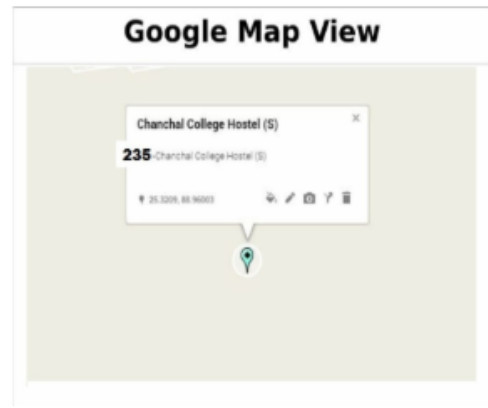 Google Map View
Chanchal College Hostel (S)
235-Chanchal College Hostel (S)
25.3209, 88.96003